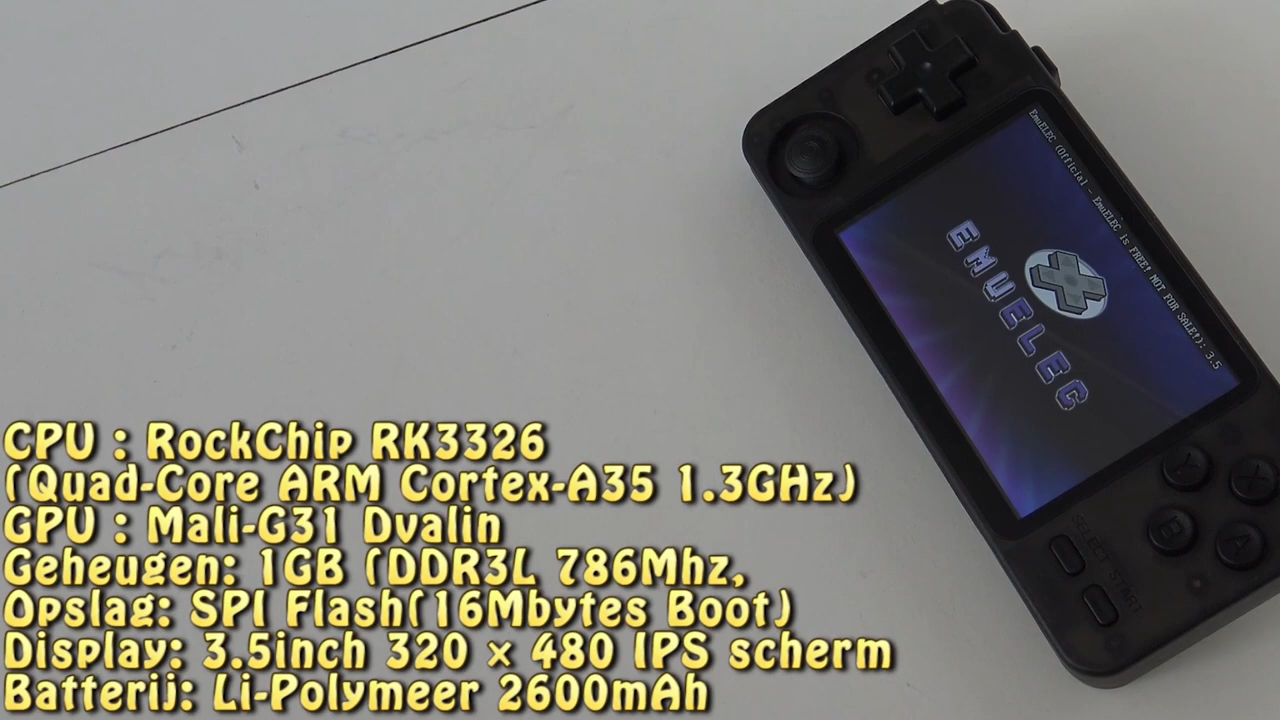 EmuELEC (Official - EmuELEC is FREE! NOT FOR SALE!): 3.5
EMUELEC
Y
X
B
A
SELECT START
CPU : RockChip RK3326
(Quad-Core ARM Cortex-A35 1.3GHz)
GPU : Mali-G31 Dvalin
Geheugen: 1GB (DDR3L 786Mhz,
Opslag: SPI Flash(16Mbytes Boot)
Display: 3.5inch 320 × 480 IPS scherm
Batterij: Li-Polymeer 2600mAh